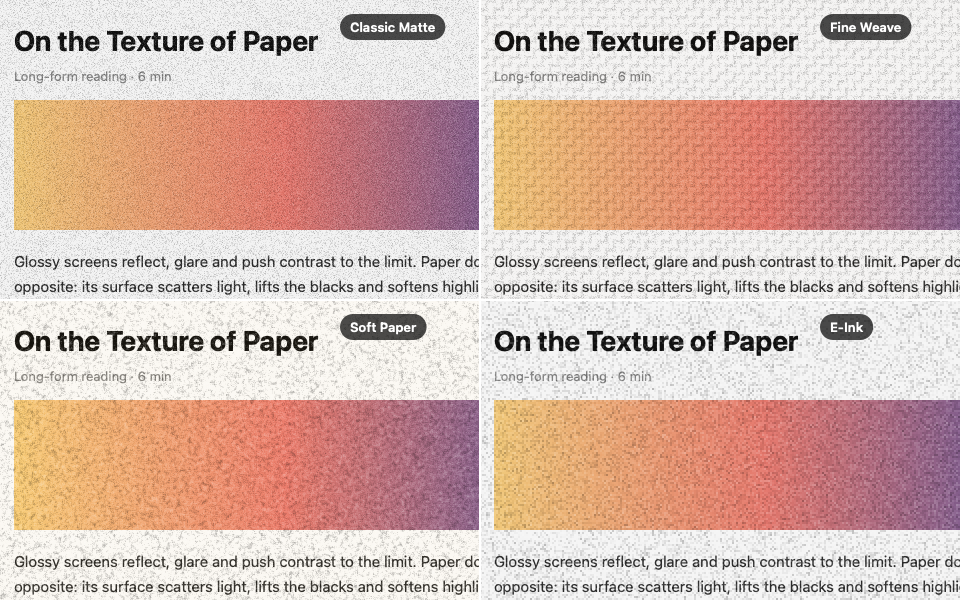 On the Texture of Paper
Classic Matte
Long-form reading · 6 min
Glossy screens reflect, glare and push contrast to the limit. Paper do
opposite: its surface scatters light, lifts the blacks and softens highli
On the Texture of Paper
Fine Weave
Long-form reading · 6 min
Glossy screens reflect, glare and push contrast to the limit. Paper do
opposite: its surface scatters light, lifts the blacks and softens highli
On the Texture of Paper
Soft Paper
Long-form reading · 6 min
Glossy screens reflect, glare and push contrast to the limit. Paper do
opposite: its surface scatters light, lifts the blacks and softens highli
On the Texture of Paper
E-Ink
Long-form reading · 6 min
Glossy screens reflect, glare and push contrast to the limit. Paper do
opposite: its surface scatters light, lifts the blacks and softens highli